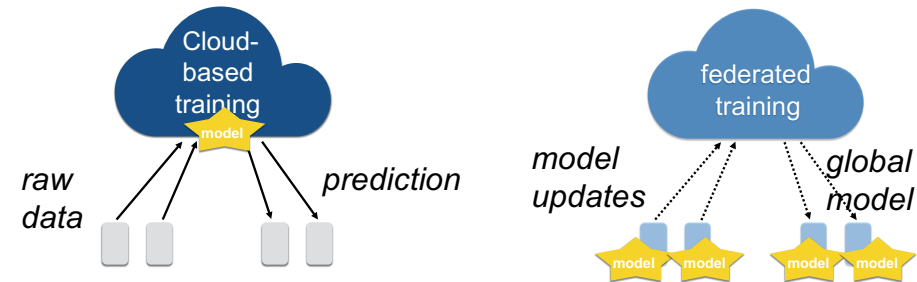 Cloud-
based
training
model
raw
data
prediction
federated
training
model
updates
global
model
model
model
model
model